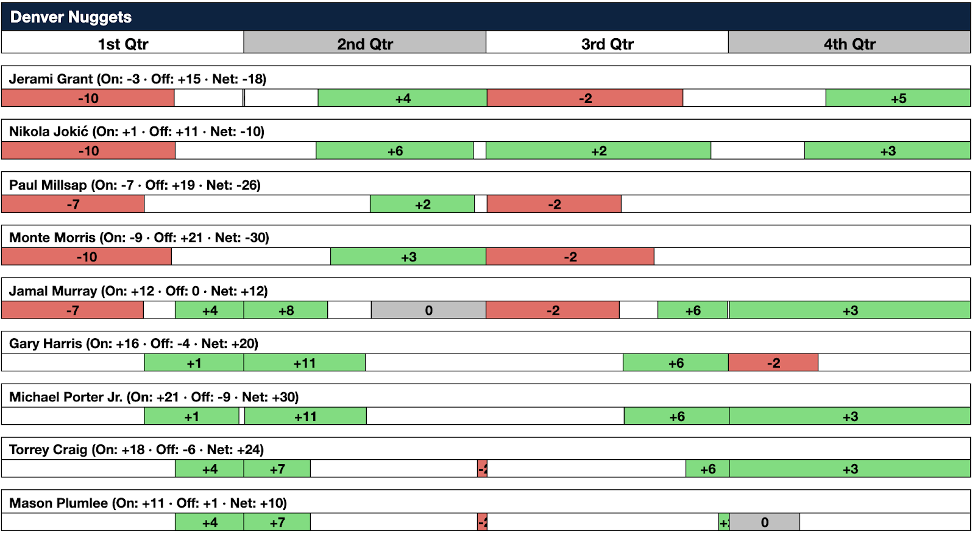 Denver Nuggets
1st Qtr 2nd Qtr 3rd Qtr 4th Qtr
Jerami Grant (On: -3 · Off: +15 · Net: -18)
-10 +4 -2 +5
Nikola Jokić (On: +1 · Off: +11 · Net: -10)
-10 +6 +2 +3
Paul Millsap (On: -7 · Off: +19 · Net: -26)
-7 +2 -2
Monte Morris (On: -9 · Off: +21 · Net: -30)
-10 +3 -2
Jamal Murray (On: +12 · Off: 0 · Net: +12)
-7 +4 +8 0 -2 +6 +3
Gary Harris (On: +16 · Off: -4 · Net: +20)
+1 +11 +6 -2
Michael Porter Jr. (On: +21 · Off: -9 · Net: +30)
+1 +11 +6 +3
Torrey Craig (On: +18 · Off: -6 · Net: +24)
+4 +7 -2 +6 +3
Mason Plumlee (On: +11 · Off: +1 · Net: +10)
+4 +7 -2 0